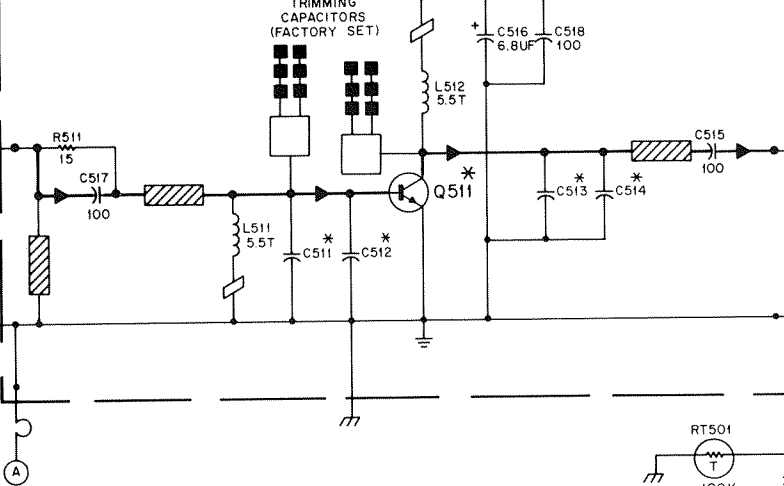 TRIMMING
CAPACITORS
(FACTORY SET)
+
C516
6.8UF
C518
100
L512
5.5T
R511
15
C517
100
L511
5.5T
C511
*
C512
*
Q511
*
C513
*
C514
*
C515
100
A
RT501
T
100K